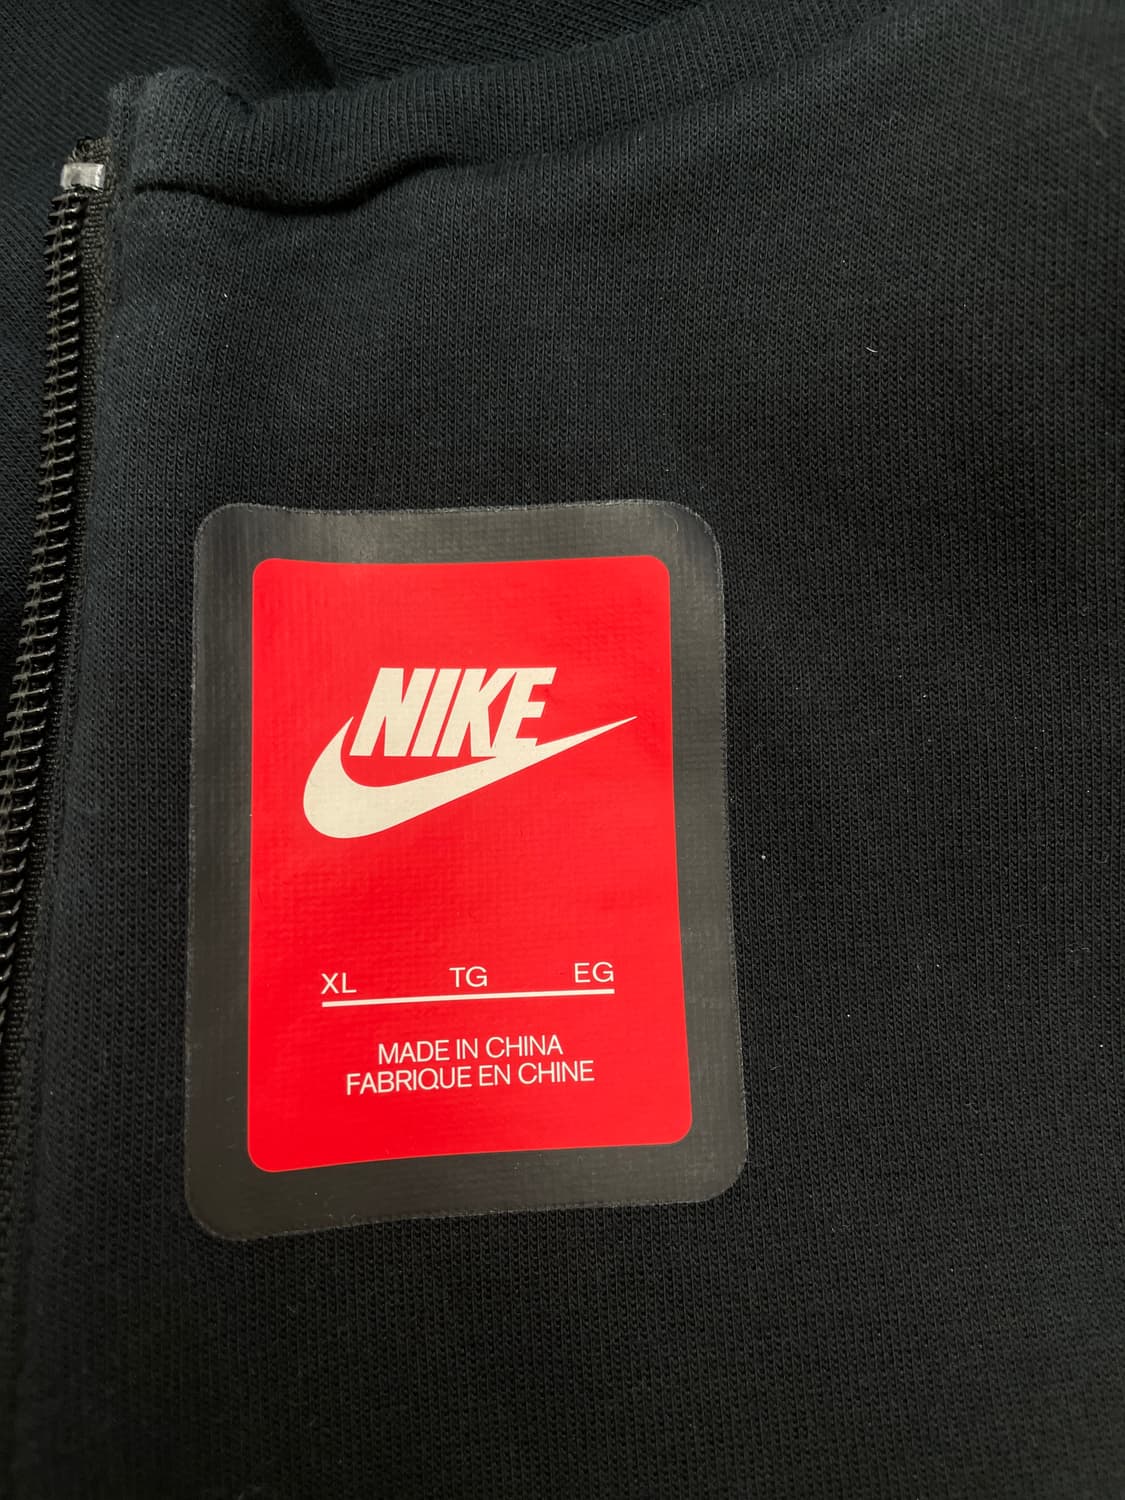 NIKE
XL TG EG
MADE IN CHINA
FABRIQUE EN CHINE